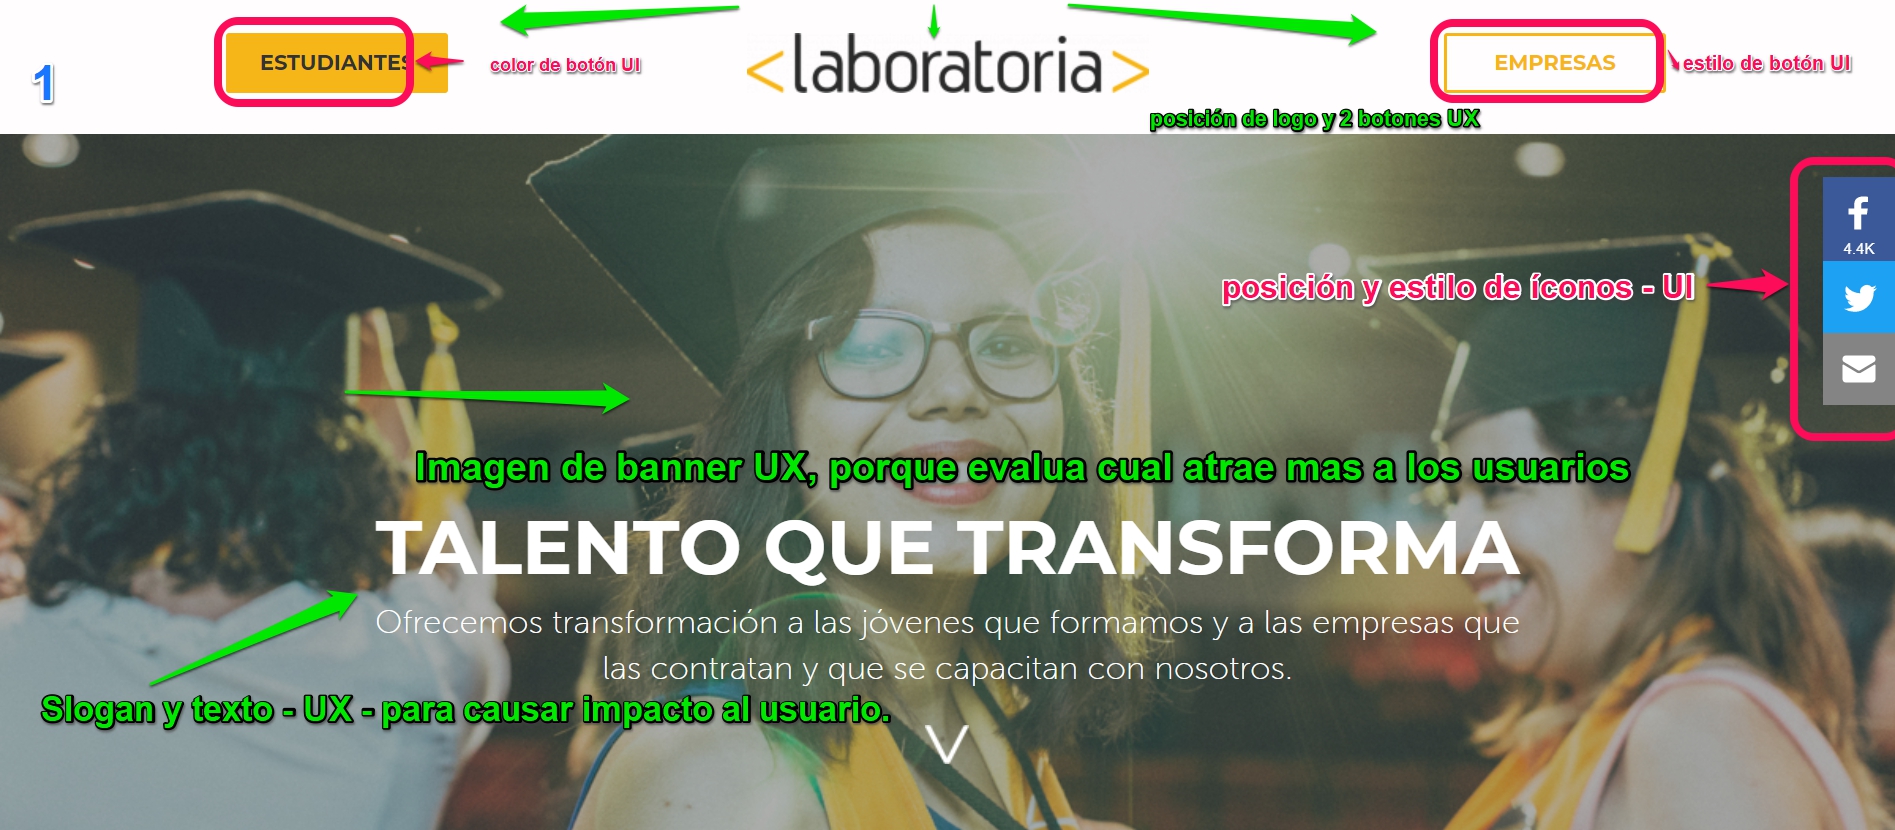 1
ESTUDIANTES
color de botón UI
<laboratoria>
EMPRESAS
estilo de botón UI
posición de logo y 2 botones UX
4.4K
posición y estilo de íconos - UI
Imagen de banner UX, porque evalua cual atrae mas a los usuarios
TALENTO QUE TRANSFORMA
Ofrecemos transformación a las jóvenes que formamos y a las empresas que
las contratan y que se capacitan con nosotros.
Slogan y texto - UX - para causar impacto al usuario.